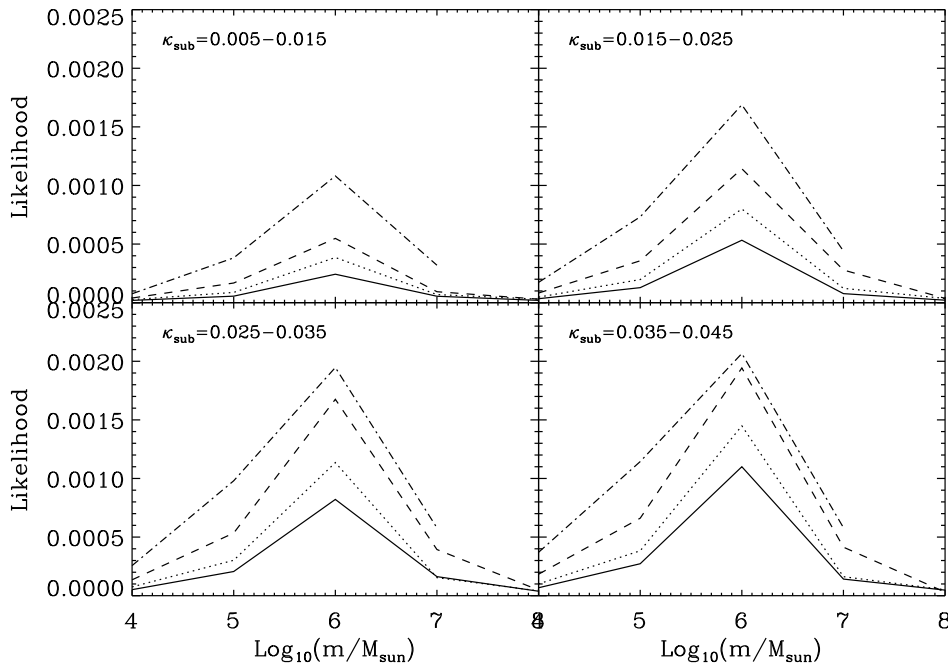 0.0025
0.0020
0.0015
0.0010
0.0005
0.0000
Likelihood
κsub=0.005−0.015
κsub=0.015−0.025
0.0025
0.0020
0.0015
0.0010
0.0005
0.0000
Likelihood
κsub=0.025−0.035
κsub=0.035−0.045
4 5 6 7 8
4 5 6 7 8
Log10(m/Msun)
Log10(m/Msun)